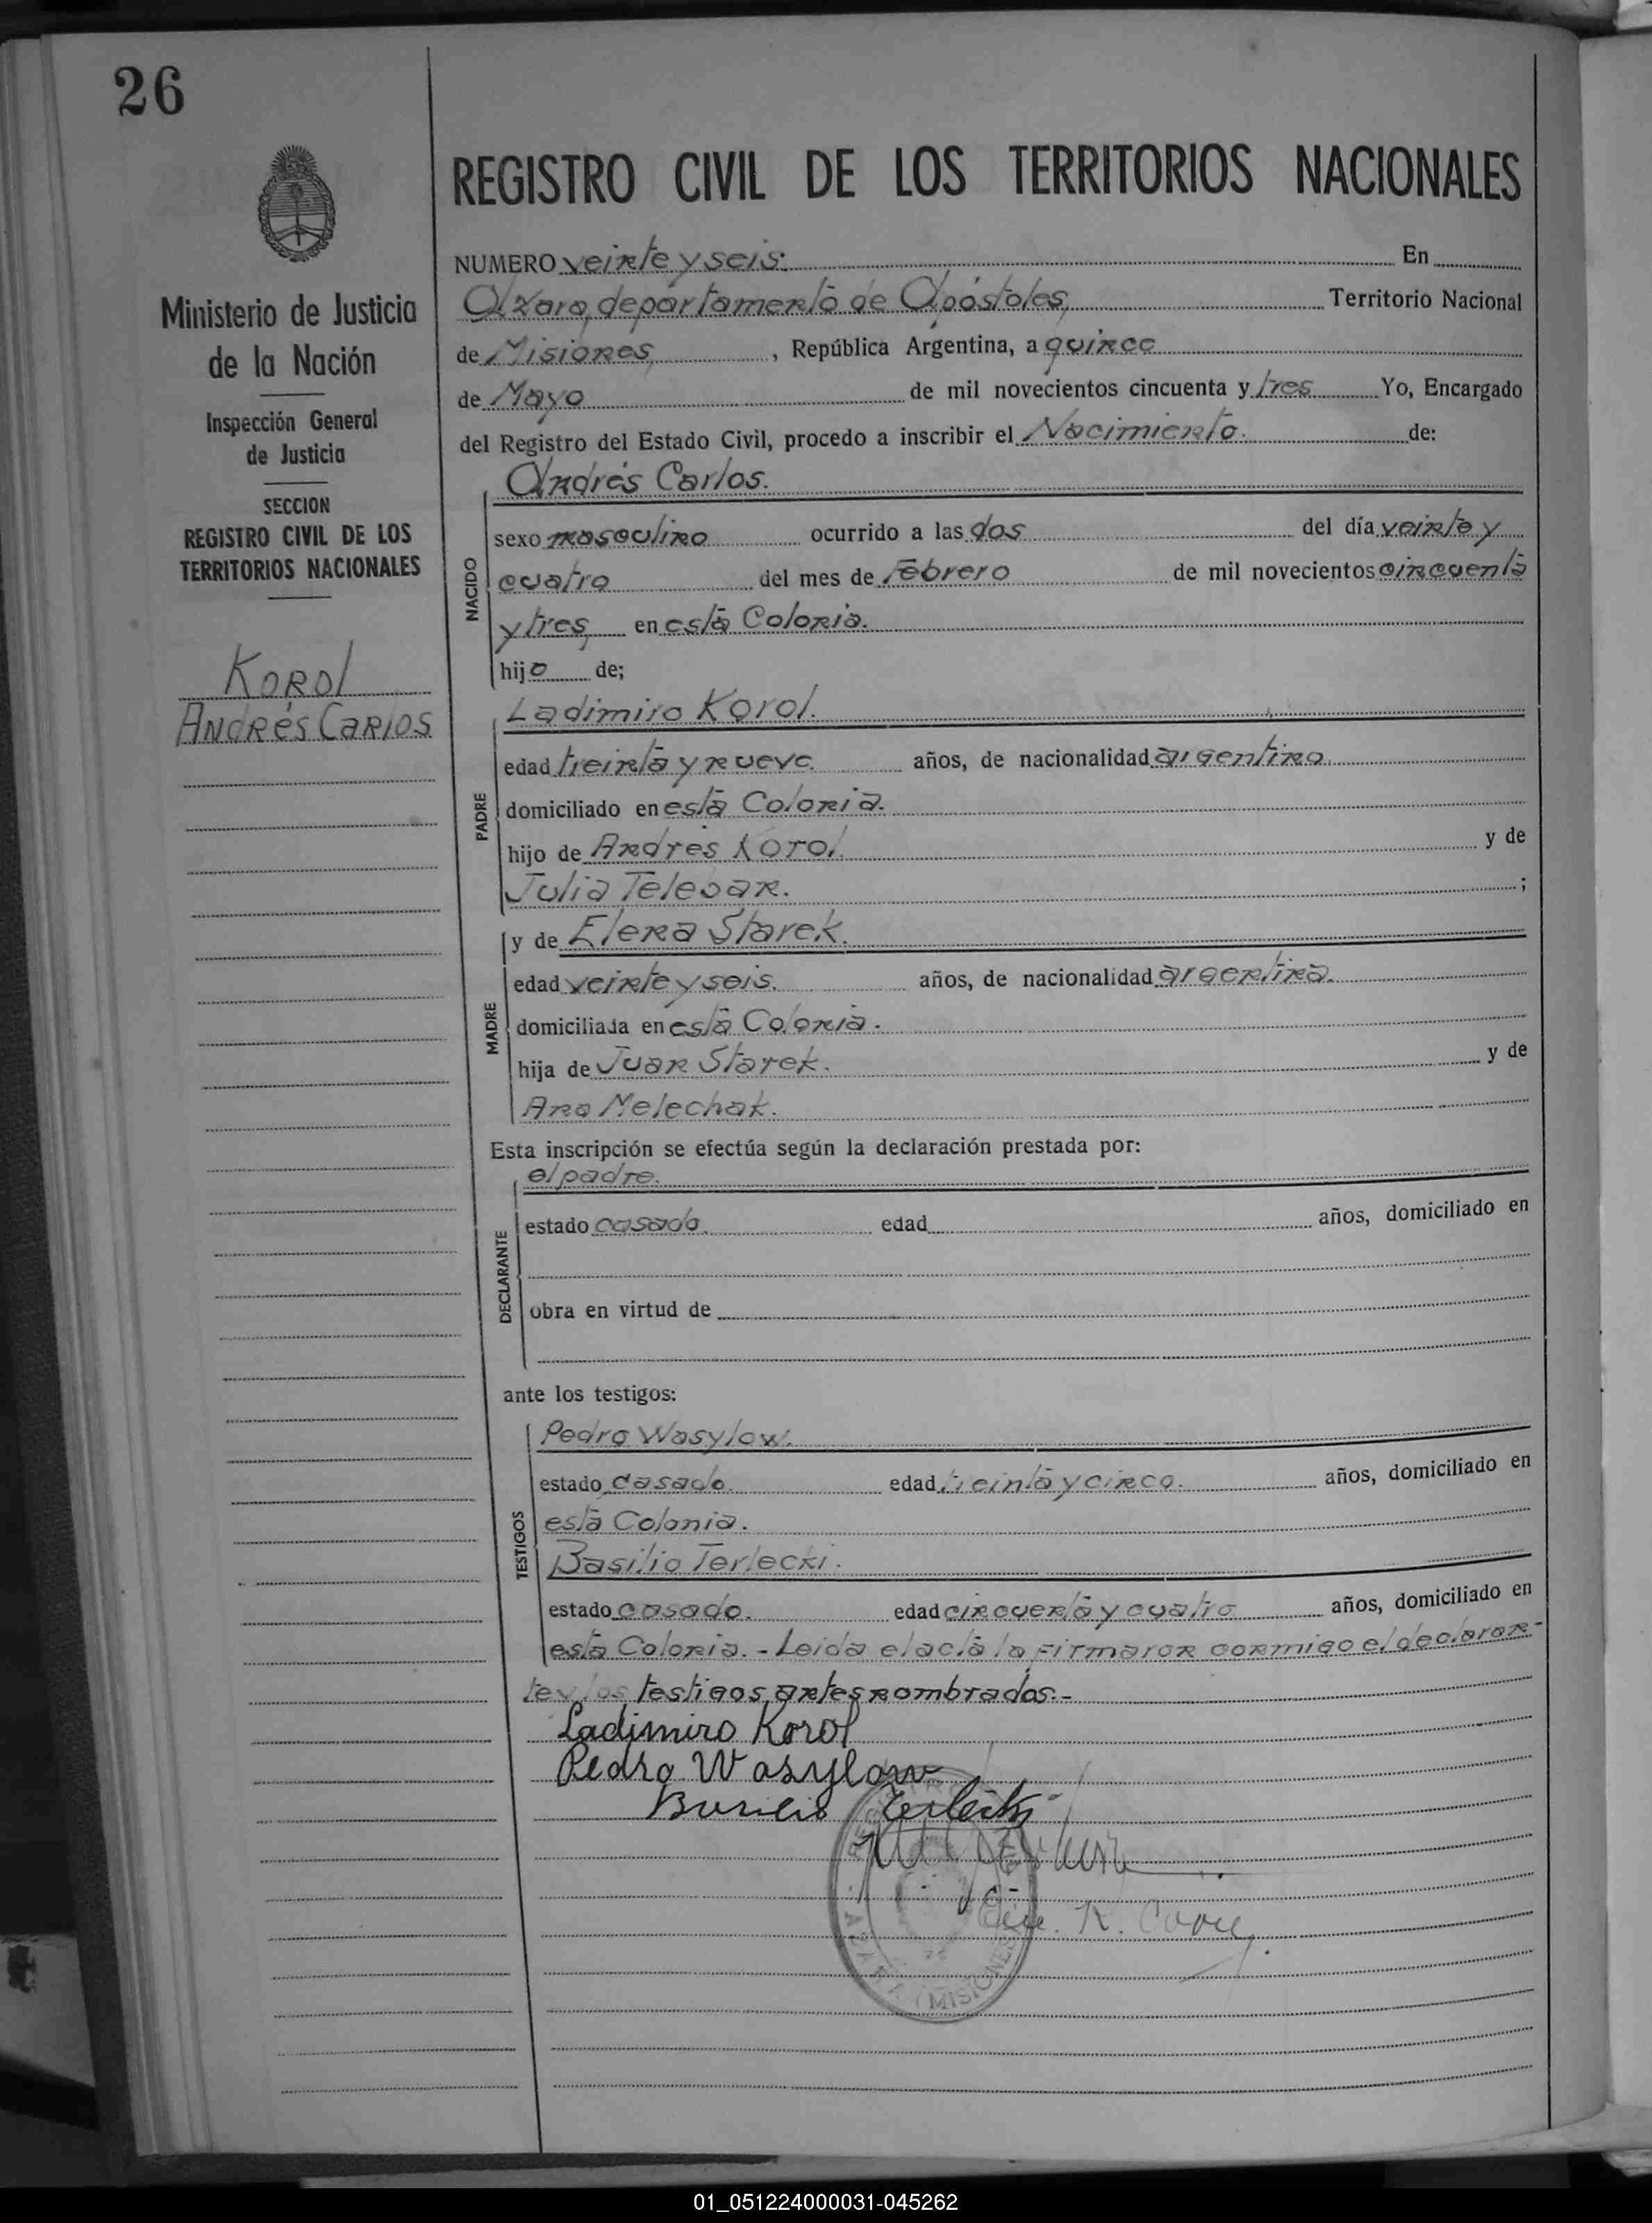 26
REGISTRO CIVIL DE LOS TERRITORIOS NACIONALES
Ministerio de Justicia
de la Nación
Inspección General
de Justicia
SECCION
REGISTRO CIVIL DE LOS
TERRITORIOS NACIONALES
Korol
Andrés Carlos
NUMERO veinte y seis: En
Azara, departamento de Apóstoles, Territorio Nacional
de Misiones, República Argentina, a quince
de Mayo de mil novecientos cincuenta y tres Yo, Encargado
del Registro del Estado Civil, procedo a inscribir el Nacimiento. de:
Andrés Carlos.
NACIDO
sexo masculino ocurrido a las dos del día veinte y
cuatro del mes de Febrero de mil novecientos cincuenta
y tres, en esta Colonia.
hijo de;
PADRE
Ladimiro Korol.
edad treinta y nueve. años, de nacionalidad argentina
domiciliado en esta Colonia.
hijo de Andrés Korol. y de
Julia Telesar. ;
MADRE
y de Elena Starek.
edad veinte y seis. años, de nacionalidad argentina.
domiciliada en esta Colonia.
hija de Juan Starek. y de
Ana Melechak.
Esta inscripción se efectúa según la declaración prestada por:
DECLARANTE
el padre.
estado casado. edad años, domiciliado en
obra en virtud de
ante los testigos:
TESTIGOS
Pedro Wasylow.
estado casado. edad treinta y cinco. años, domiciliado en
esta Colonia.
Basilio Terlecki.
estado casado. edad cincuenta y cuatro años, domiciliado en
esta Colonia.- Leida el acta la firmaron conmigo el declaran-
te y los testigos antes nombrados.-
Ladimiro Korol
Pedro Wasylow
Terlecki
AZARA (MISIONES
01_051224000031-045262